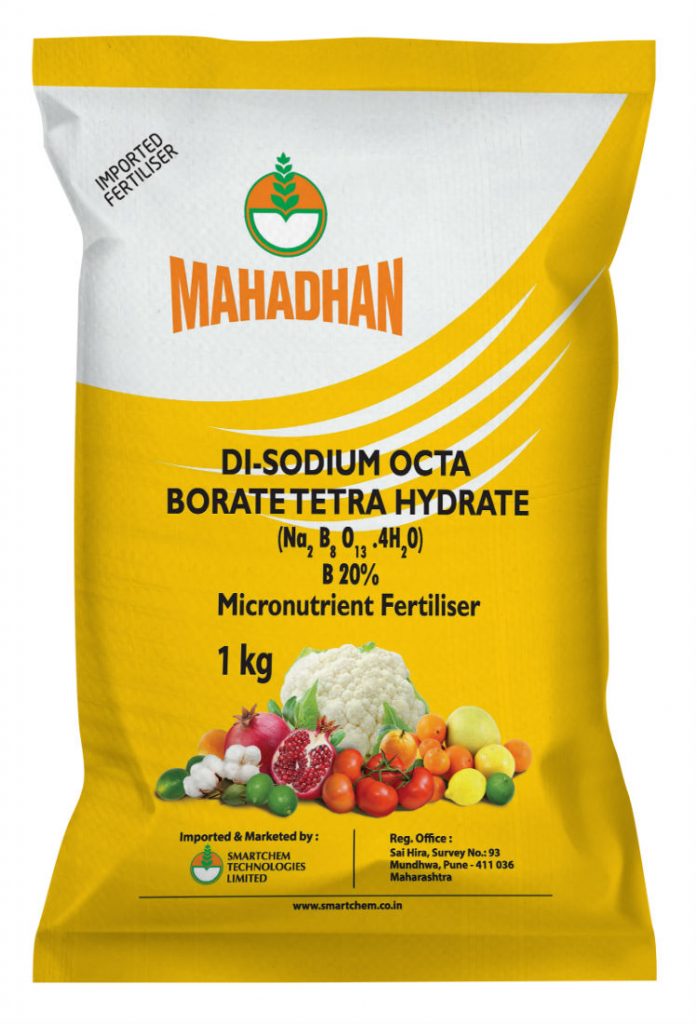 IMPORTED
FERTILISER
MAHADHAN
DI-SODIUM OCTA
BORATE TETRA HYDRATE
(Na₂ B₈ O₁₃ .4H₂O)
B 20%
Micronutrient Fertiliser
1 kg
Imported & Marketed by :
SMARTCHEM
TECHNOLOGIES
LIMITED
Reg. Office :
Sai Hira, Survey No.: 93
Mundhwa, Pune - 411 036
Maharashtra
www.smartchem.co.in